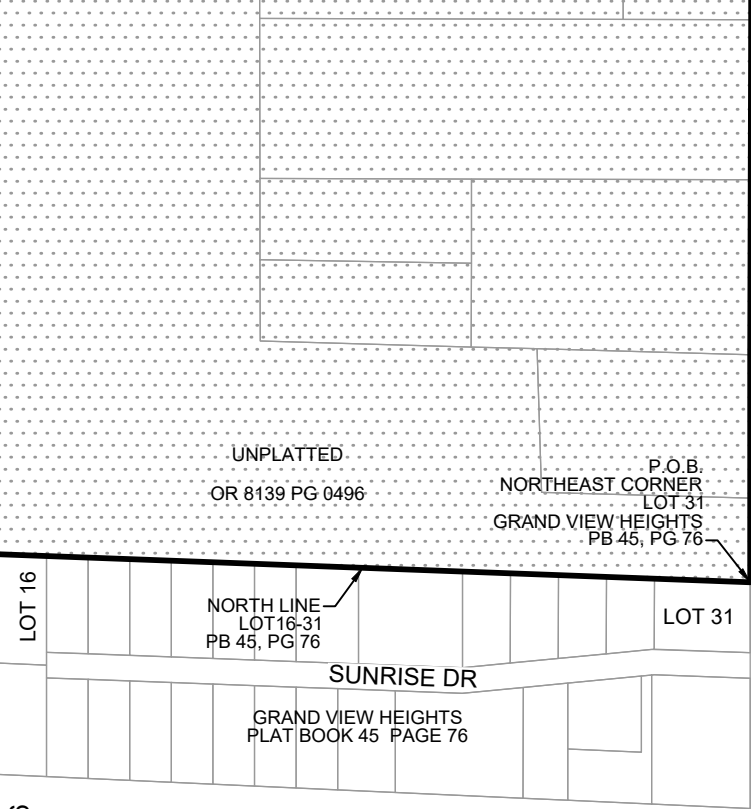 UNPLATTED
OR 8139 PG 0496
P.O.B.
NORTHEAST CORNER
LOT 31
GRAND VIEW HEIGHTS
PB 45, PG 76
LOT 16
NORTH LINE
LOT16-31
PB 45, PG 76
LOT 31
SUNRISE DR
GRAND VIEW HEIGHTS
PLAT BOOK 45 PAGE 76